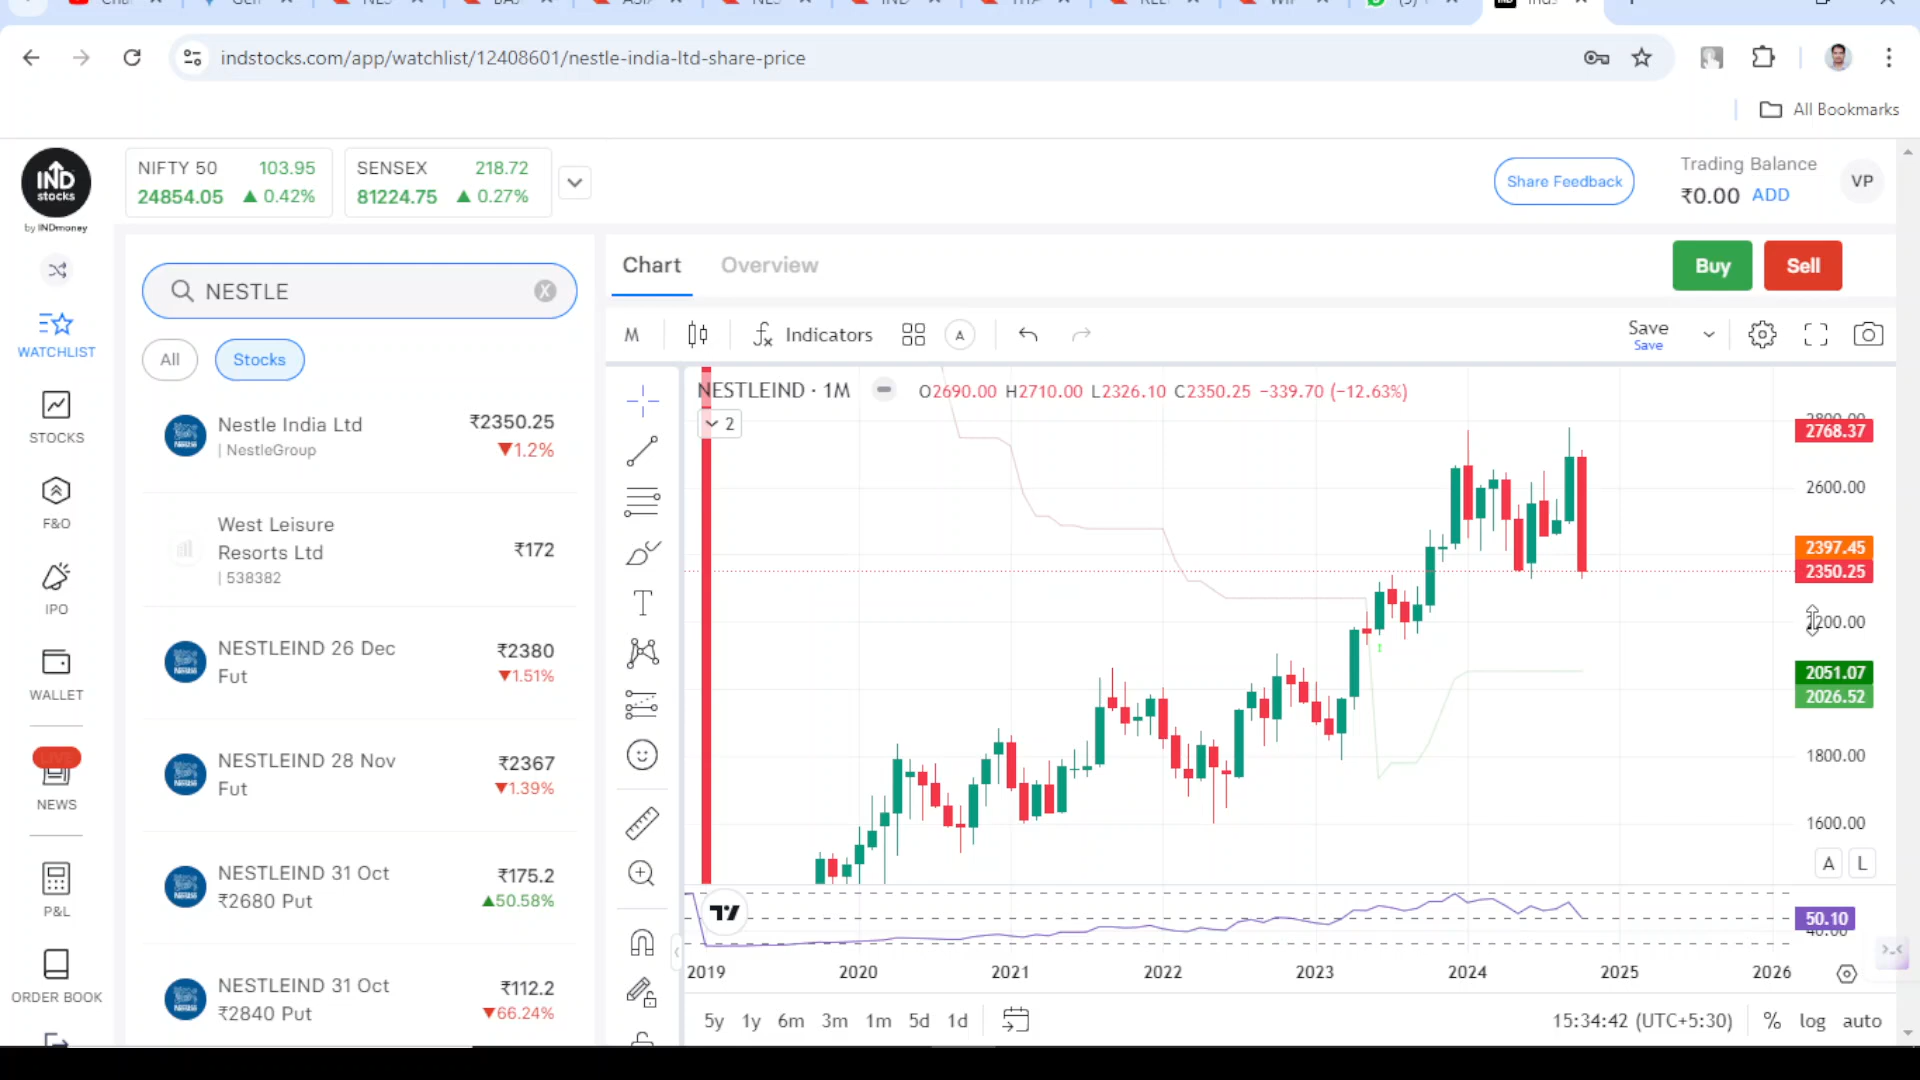 indstocks.com/app/watchlist/12408601/nestle-india-ltd-share-price
All Bookmarks
IND
stocks
by INDmoney
NIFTY 50 103.95
24854.05 ▲ 0.42%
SENSEX 218.72
81224.75 ▲ 0.27%
Share Feedback
Trading Balance
₹0.00 ADD
VP
WATCHLIST
STOCKS
F&O
IPO
WALLET
NEWS
P&L
ORDER BOOK
NESTLE
X
All Stocks
Nestle India Ltd ₹2350.25
| NestleGroup ▼1.2%
West Leisure
Resorts Ltd ₹172
| 538382
NESTLEIND 26 Dec ₹2380
Fut ▼1.51%
NESTLEIND 28 Nov ₹2367
Fut ▼1.39%
NESTLEIND 31 Oct ₹175.2
₹2680 Put ▲50.58%
NESTLEIND 31 Oct ₹112.2
₹2840 Put ▼66.24%
Chart Overview
Buy Sell
M Indicators A Save
Save
NESTLEIND · 1M O2690.00 H2710.00 L2326.10 C2350.25 −339.70 (−12.63%)
2
2800.00
2768.37
2600.00
2397.45
2350.25
2200.00
2051.07
2026.52
1800.00
1600.00
A L
50.10
40.00
2019 2020 2021 2022 2023 2024 2025 2026
5y 1y 6m 3m 1m 5d 1d 15:34:42 (UTC+5:30) % log auto